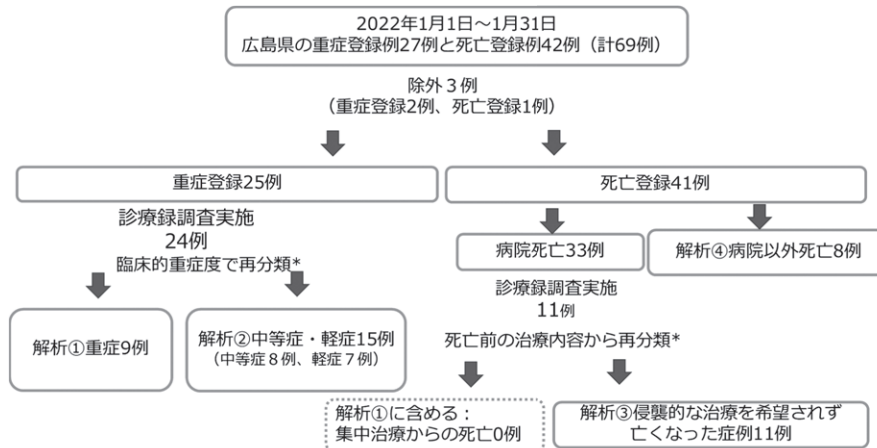 2022年1月1日～1月31日
広島県の重症登録例27例と死亡登録例42例（計69例）
除外３例
（重症登録2例、死亡登録1例）
重症登録25例
死亡登録41例
診療録調査実施
24例
臨床的重症度で再分類*
病院死亡33例
解析④病院以外死亡8例
診療録調査実施
11例
死亡前の治療内容から再分類*
解析①重症9例
解析②中等症・軽症15例
（中等症８例、軽症７例）
解析①に含める：
集中治療からの死亡0例
解析③侵襲的な治療を希望されず
亡くなった症例11例